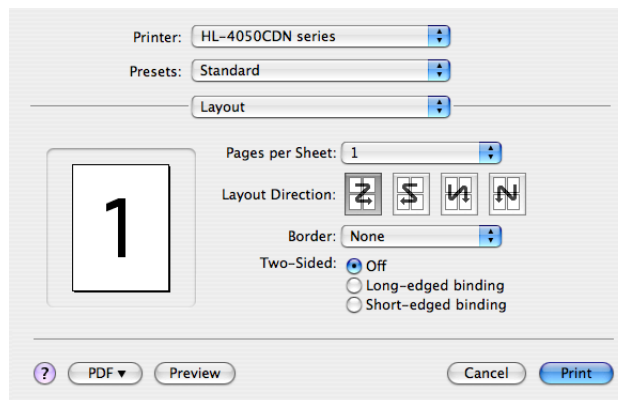 Printer: HL-4050CDN series
Presets: Standard
Layout
Pages per Sheet: 1
1
Layout Direction:
Border: None
Two-Sided: Off
Long-edged binding
Short-edged binding
? PDF▼ Preview Cancel Print